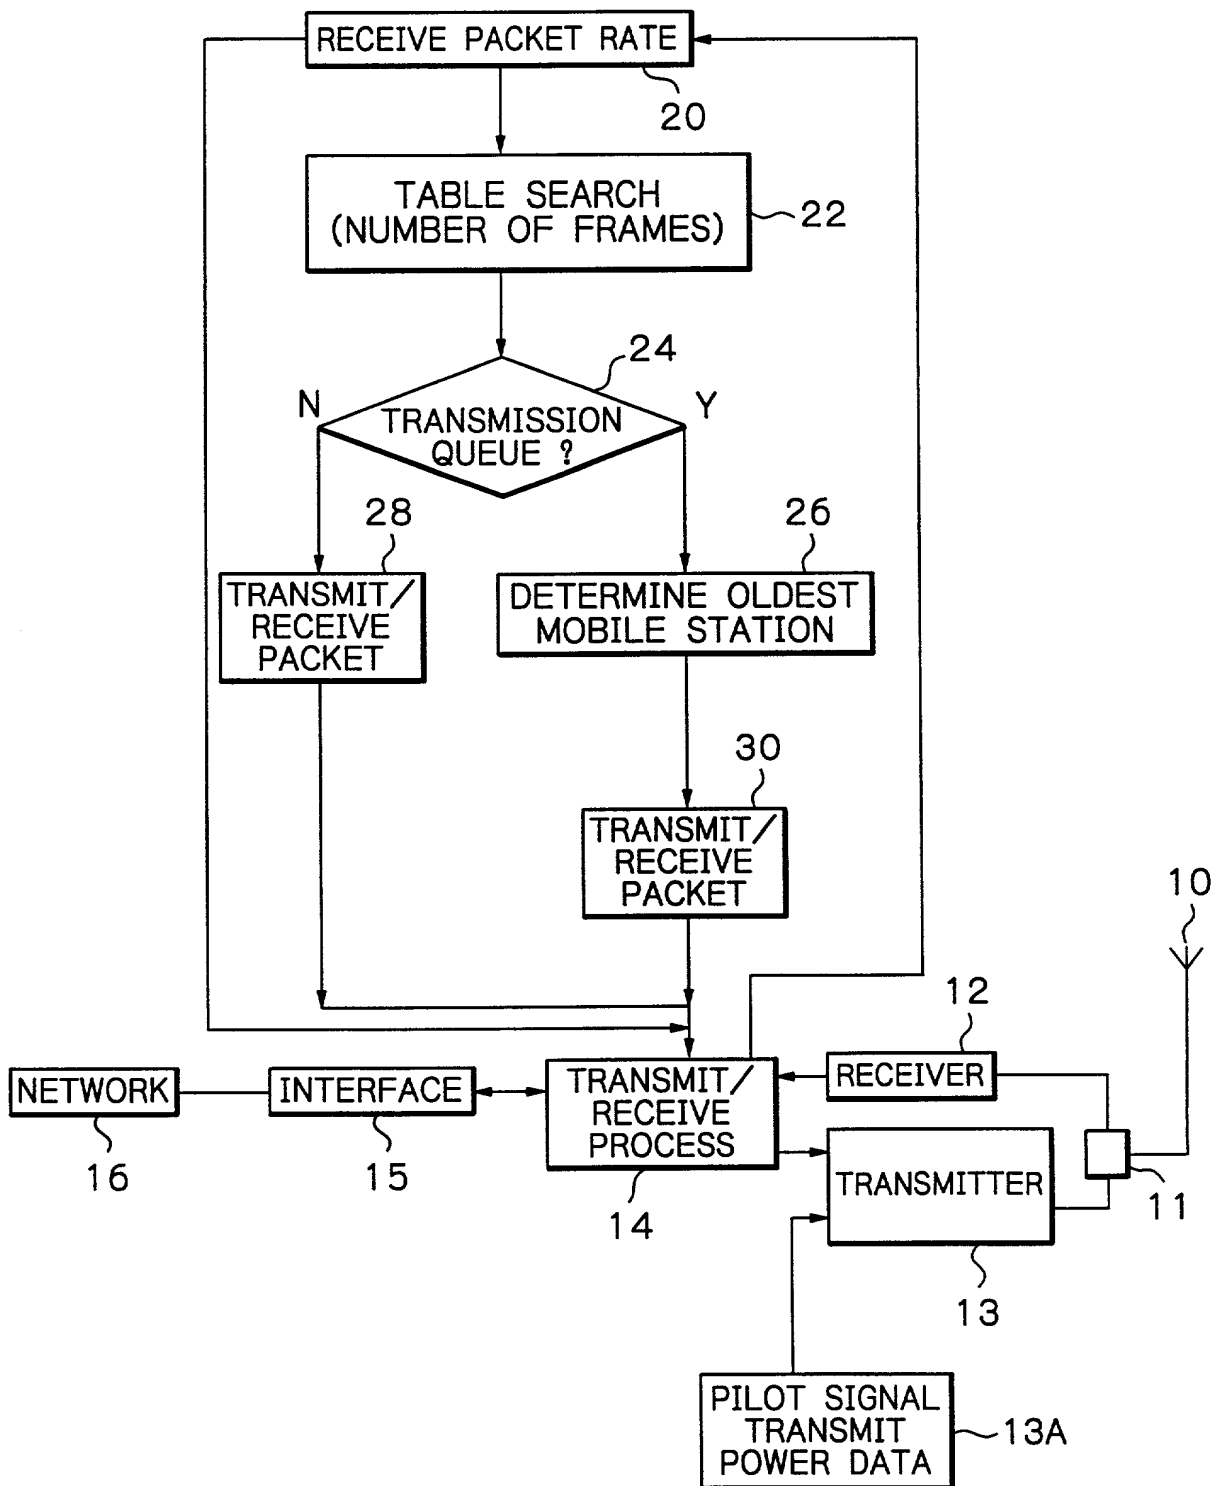 RECEIVE PACKET RATE
20
TABLE SEARCH
(NUMBER OF FRAMES)
22
24
N
Y
TRANSMISSION
QUEUE ?
28
26
TRANSMIT/
RECEIVE
PACKET
DETERMINE OLDEST
MOBILE STATION
30
TRANSMIT/
RECEIVE
PACKET
10
12
NETWORK
INTERFACE
TRANSMIT/
RECEIVE
PROCESS
RECEIVER
16
15
14
TRANSMITTER
11
13
PILOT SIGNAL
TRANSMIT
POWER DATA
13A